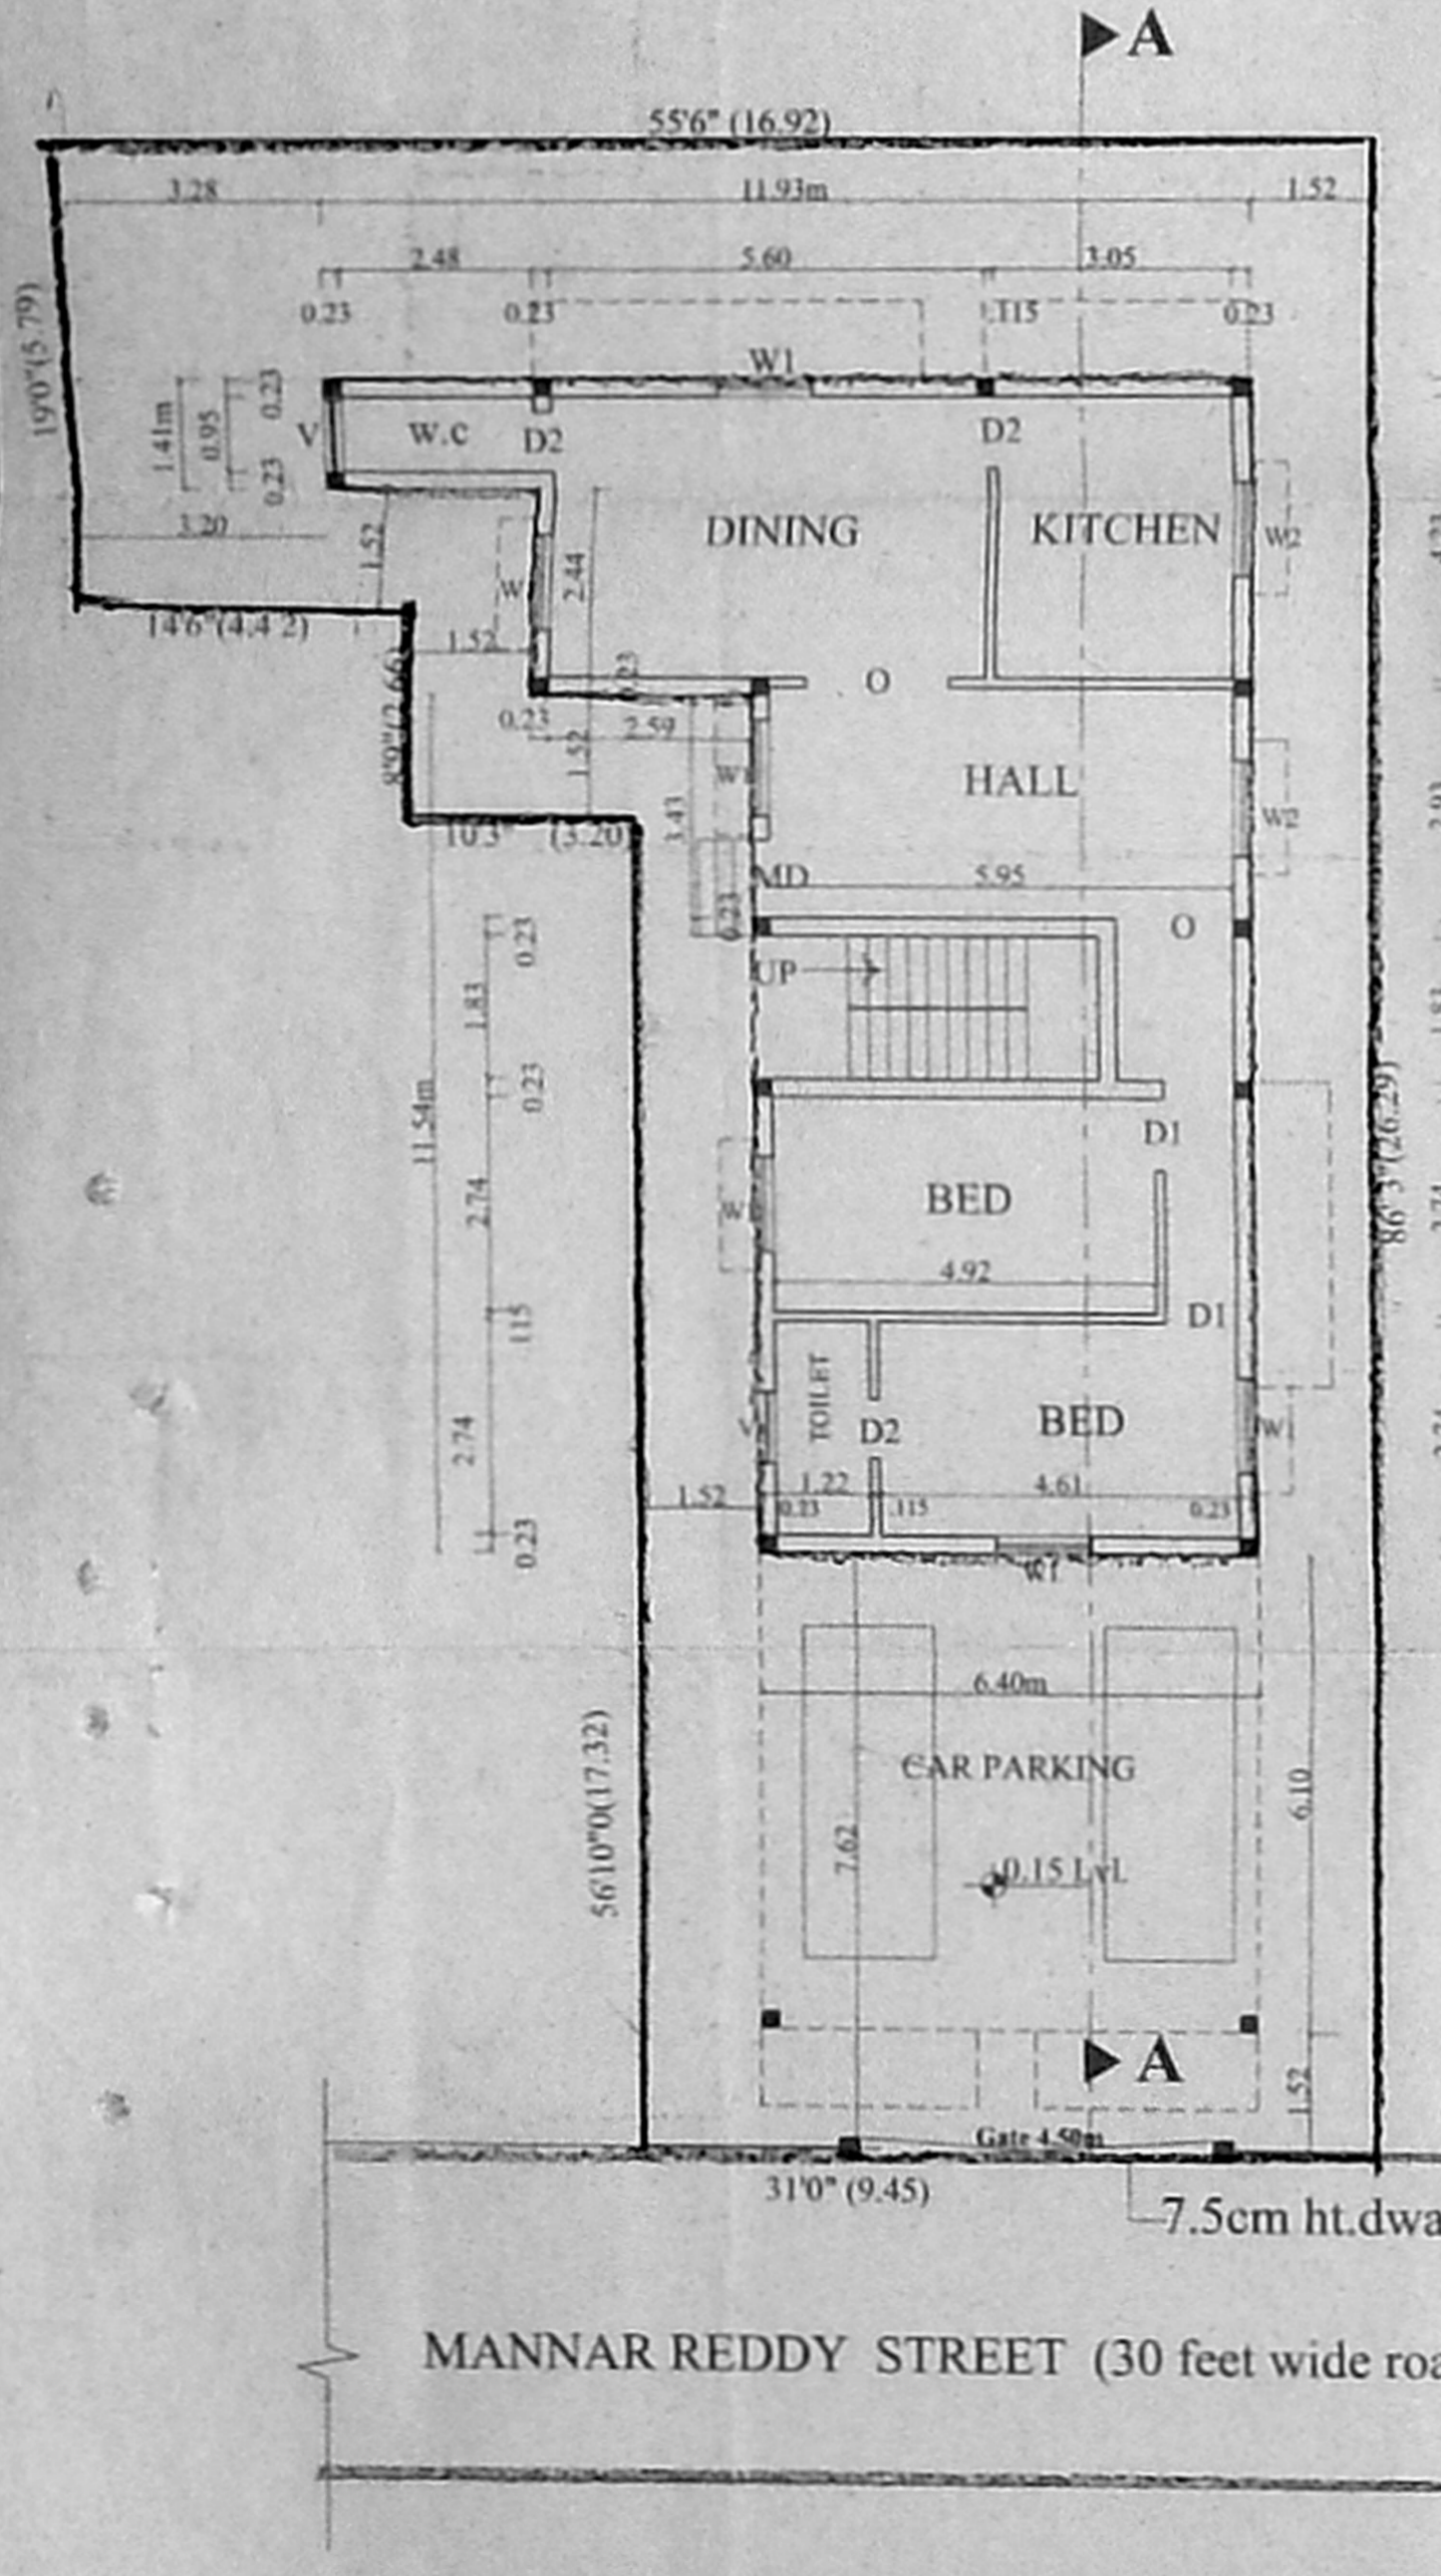 A
55'6" (16.92)
3.28 11.93m 1.52
2.48 5.60 3.05
0.23 0.23 .115 0.23
19'0"(5.79)
W1
1.41m 0.95 0.23 0.23
V W.C D2 D2
DINING KITCHEN W2
3.20 1.52 W 2.44
14'6"(4.42) 1.52
8'9"(2.66)
0.23 O
0.23 2.59
1.52 W1 HALL W2
3.43
10'3" (3.20)
MD 5.95
0.23 O
0.23
UP
1.83
0.23
11.54m
D1
86'3"(26.29)
2.74 W BED
4.92
115 D1
TOILET
2.74 D2 BED W
1.52 1.22 4.61
0.23 .115 0.23
0.23
W1
6.40m
56'10"0(17.32)
CAR PARKING
6.10
7.62
0.15 LvL
A
1.52
Gate 4.50m
31'0" (9.45)
7.5cm ht.dwa
MANNAR REDDY STREET (30 feet wide roa